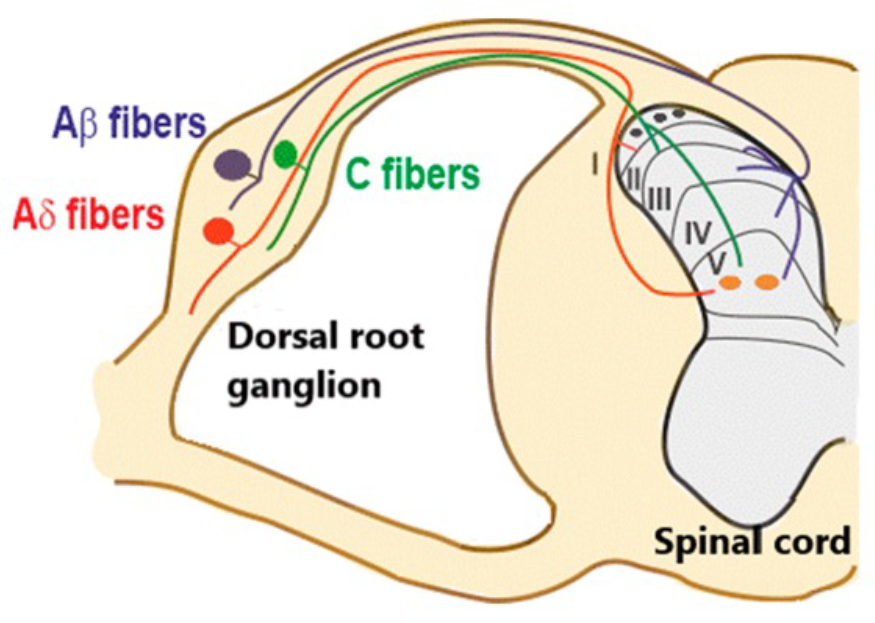 Aβ fibers
C fibers
Aδ fibers
I
II
III
IV
V
Dorsal root
ganglion
Spinal cord